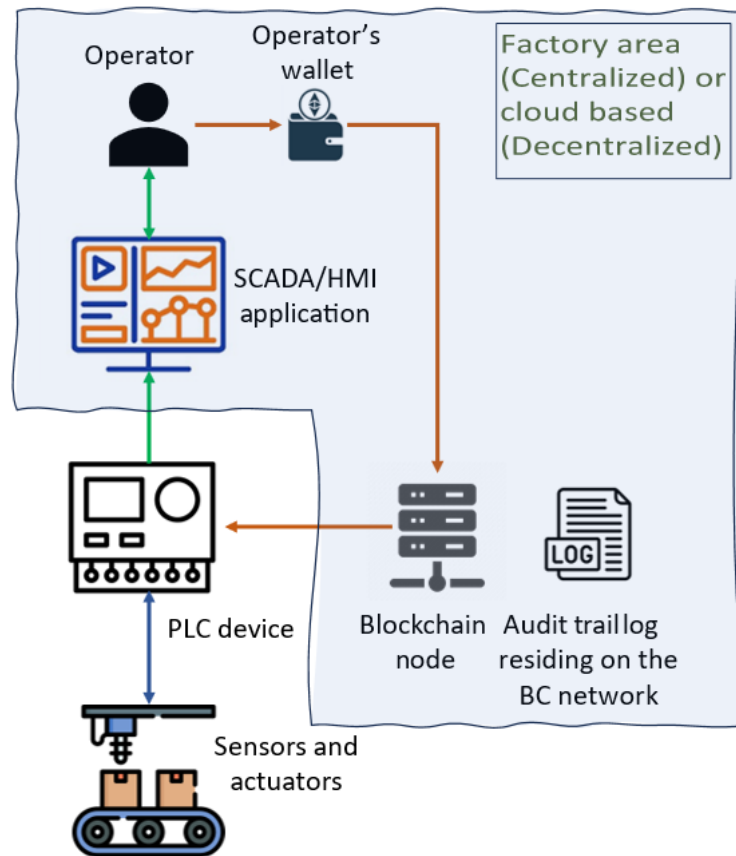 Operator
Operator's
wallet
Factory area
(Centralized) or
cloud based
(Decentralized)
SCADA/HMI
application
PLC device
LOG
Blockchain
node
Audit trail log
residing on the
BC network
Sensors and
actuators